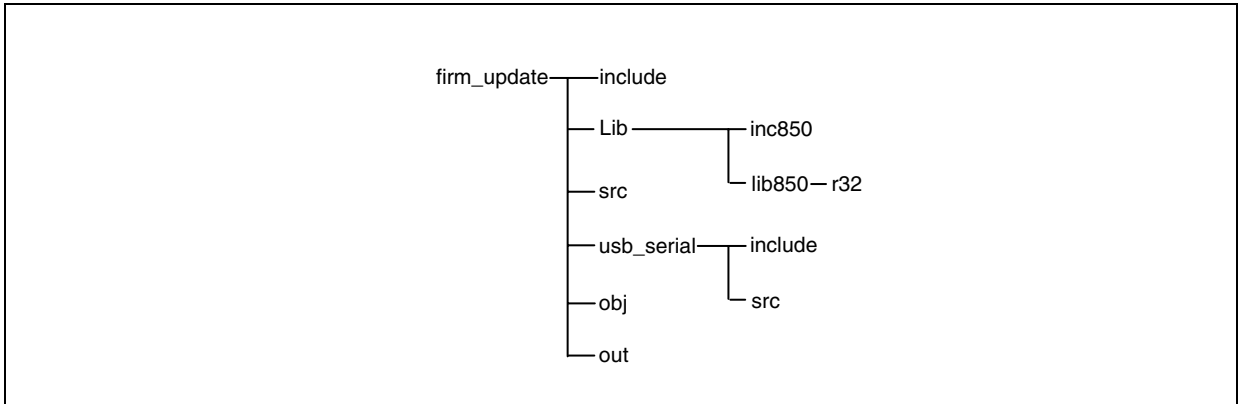 firm_update include
Lib inc850
lib850 r32
src
usb_serial include
src
obj
out